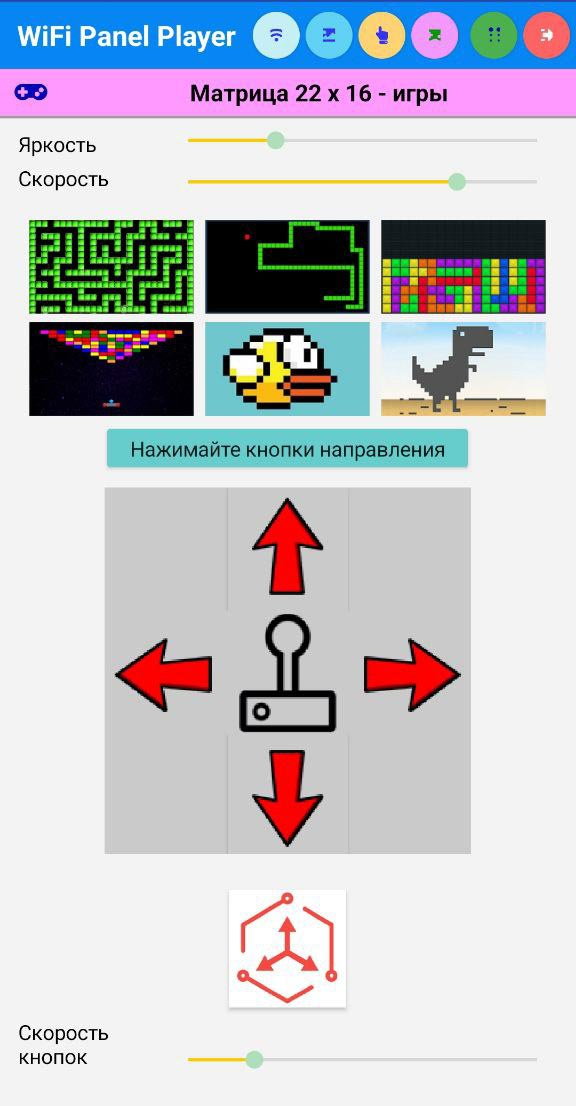 WiFi Panel Player
Матрица 22 x 16 - игры
Яркость
Скорость
Нажимайте кнопки направления
Скорость
кнопок